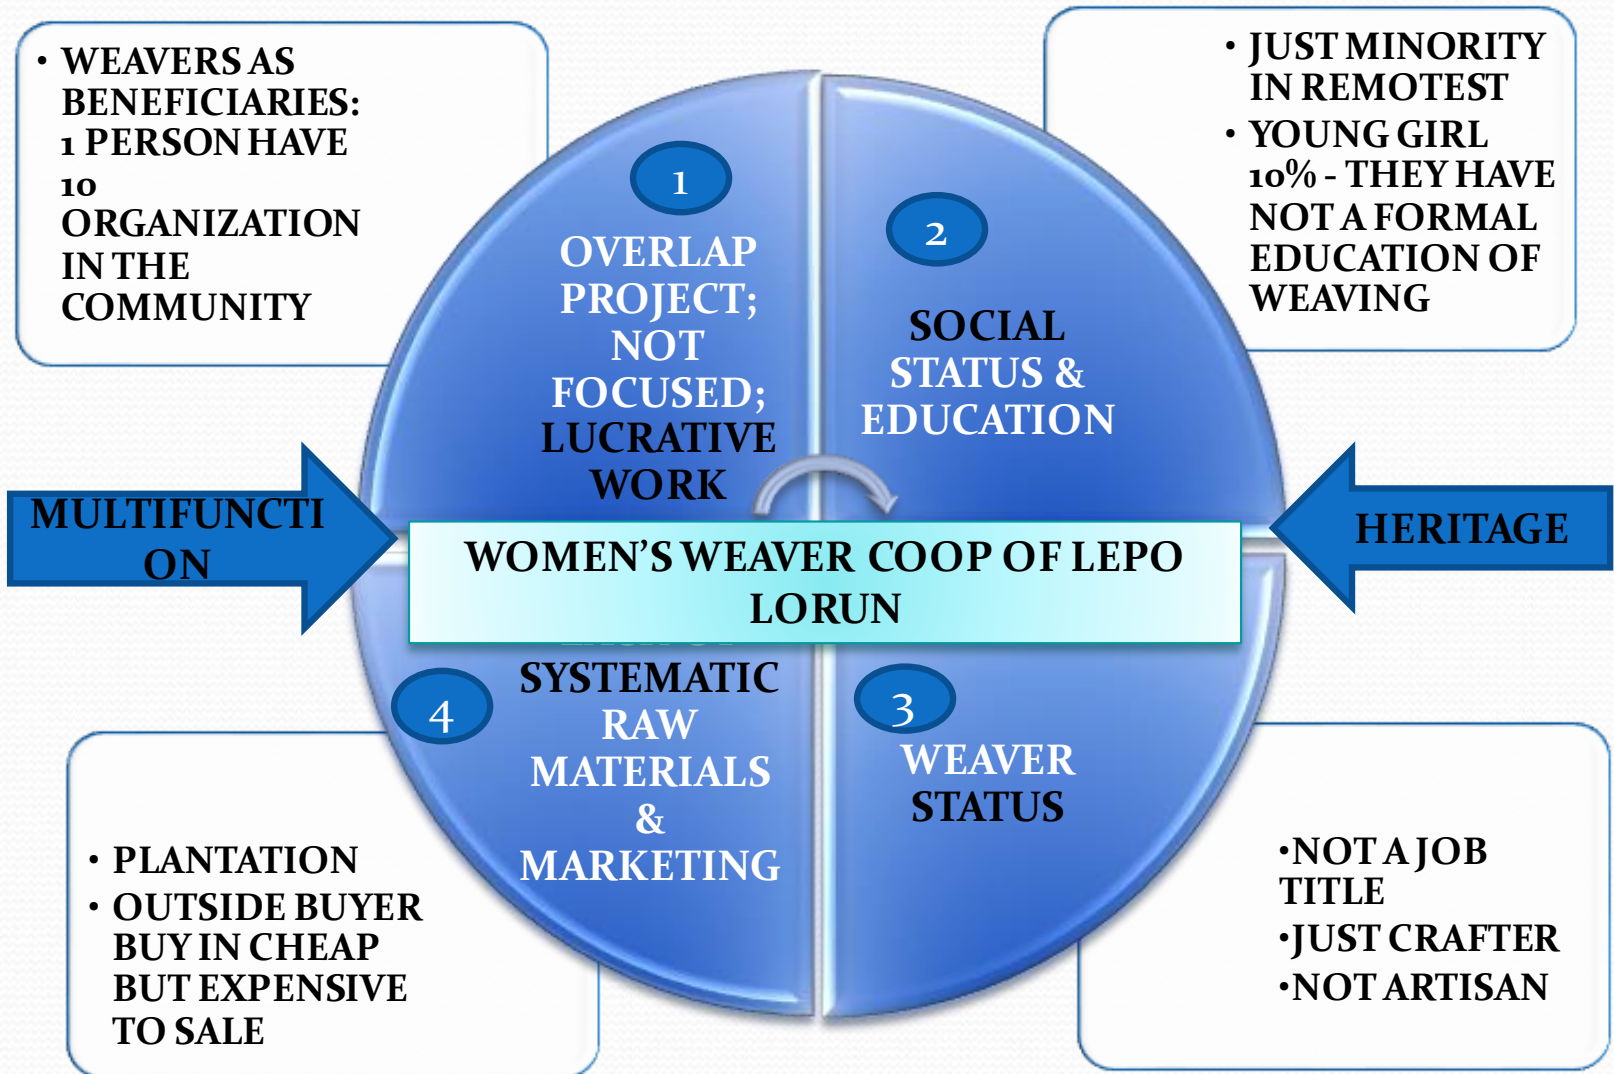 • WEAVERS AS
BENEFICIARIES:
1 PERSON HAVE
10
ORGANIZATION
IN THE
COMMUNITY
• JUST MINORITY
IN REMOTEST
• YOUNG GIRL
10% - THEY HAVE
NOT A FORMAL
EDUCATION OF
WEAVING
1
OVERLAP
PROJECT;
NOT
FOCUSED;
LUCRATIVE
WORK
2
SOCIAL
STATUS &
EDUCATION
MULTIFUNCTI
ON
WOMEN'S WEAVER COOP OF LEPO
LORUN
HERITAGE
4
SYSTEMATIC
RAW
MATERIALS
&
MARKETING
3
WEAVER
STATUS
• PLANTATION
• OUTSIDE BUYER
BUY IN CHEAP
BUT EXPENSIVE
TO SALE
•NOT A JOB
TITLE
•JUST CRAFTER
•NOT ARTISAN